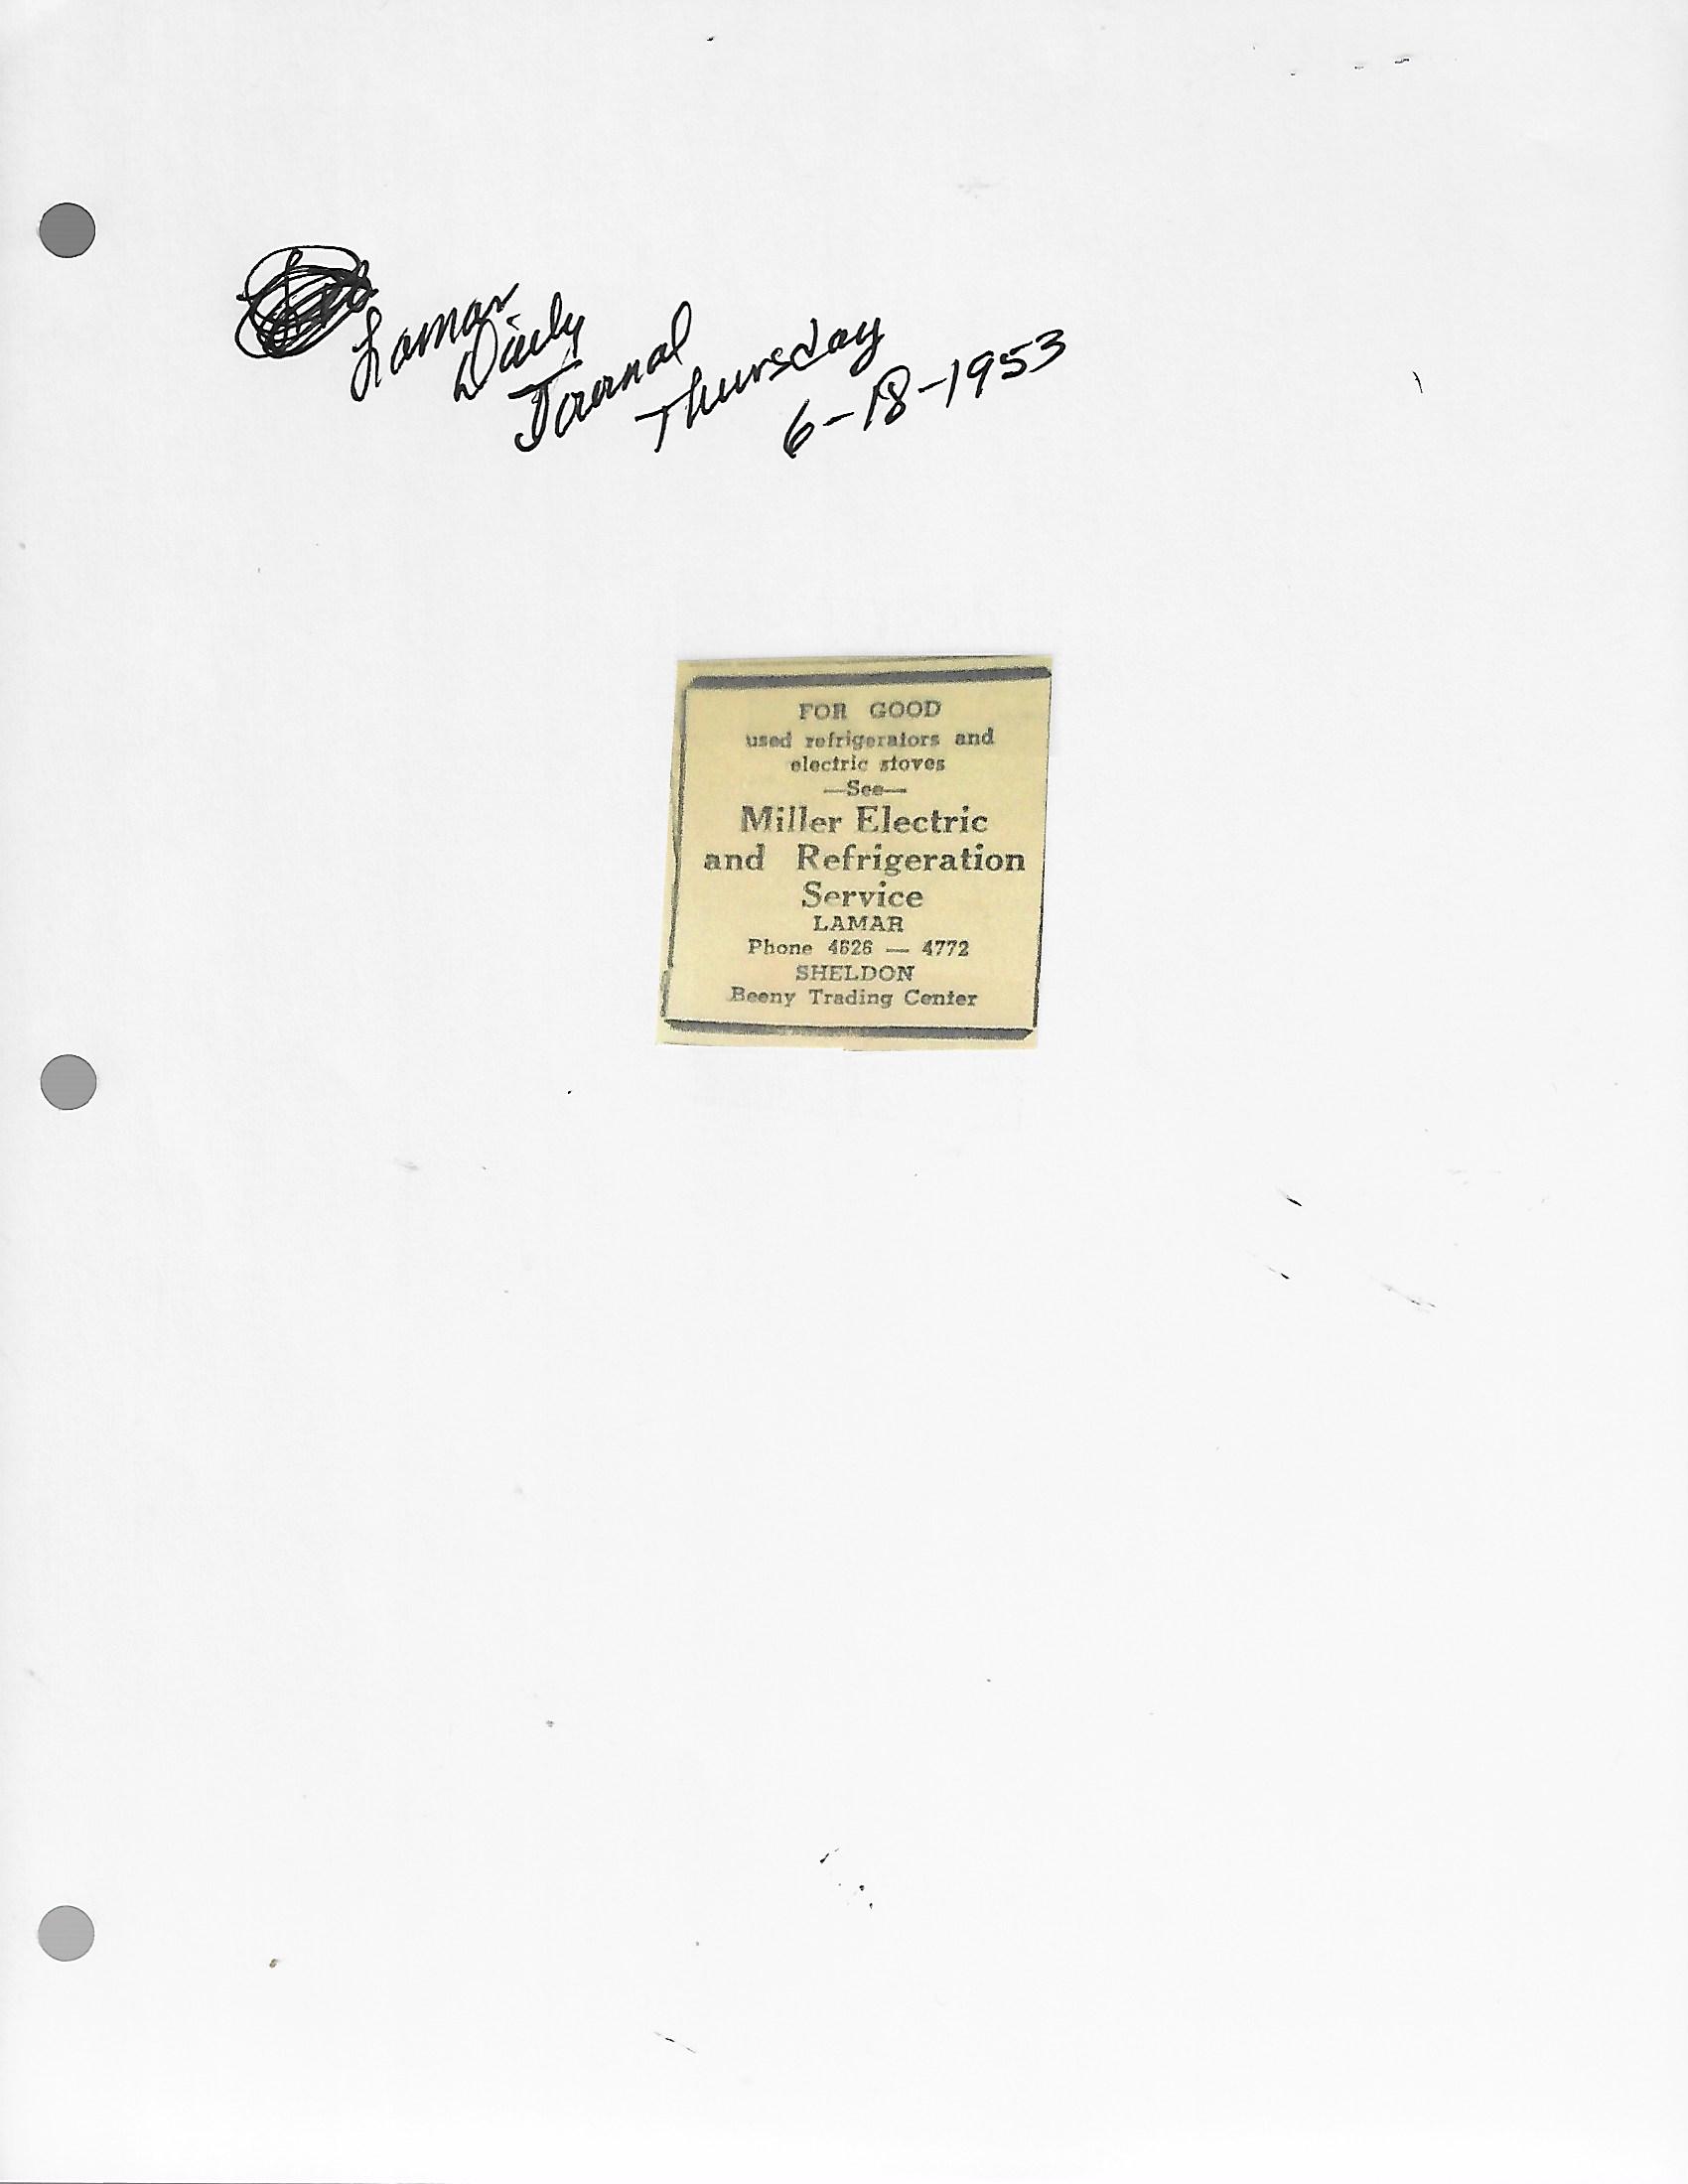 Lamar
Daily
Journal
Thursday
6-18-1953
FOR GOOD
used refrigerators and
electric stoves
—See—
Miller Electric
and Refrigeration
Service
LAMAR
Phone 4626 — 4772
SHELDON
Beeny Trading Center